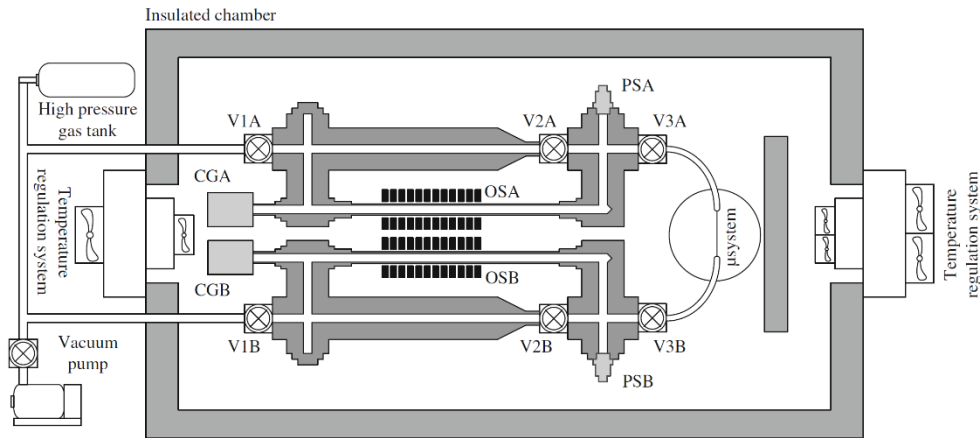 Insulated chamber
High pressure
gas tank
PSA
V1A
V2A
V3A
CGA
OSA
Temperature
regulation system
µsystem
Temperature
regulation system
CGB
OSB
V1B
V2B
V3B
Vacuum
pump
PSB